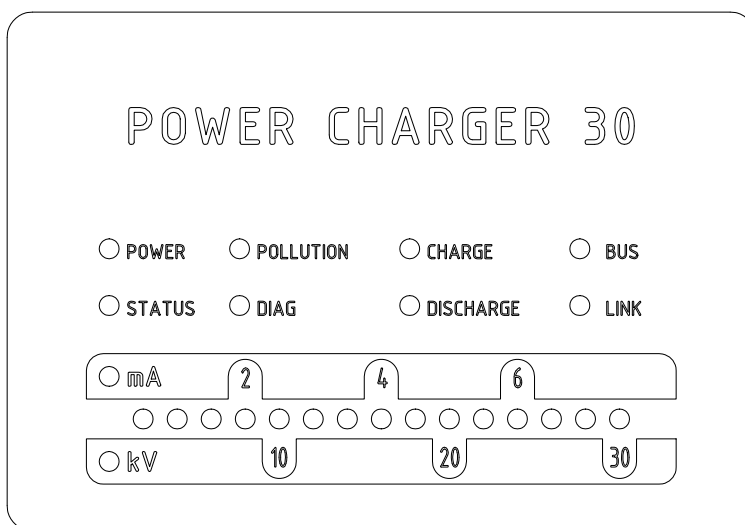 POWER CHARGER 30
POWER POLLUTION CHARGE BUS
STATUS DIAG DISCHARGE LINK
mA 2 4 6
kV 10 20 30